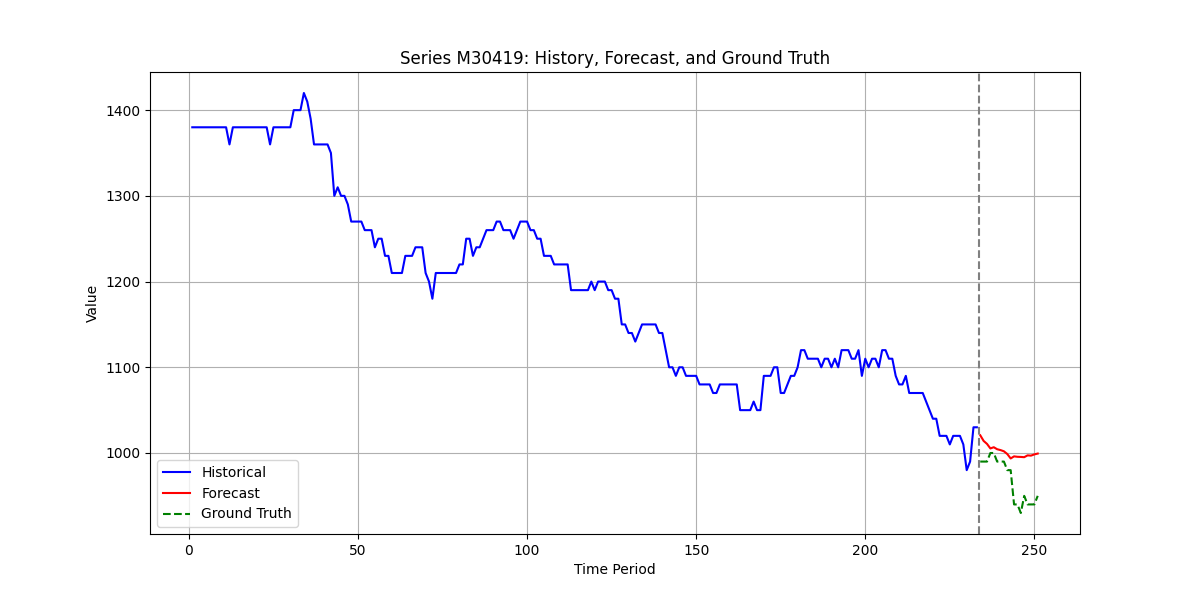 Series M30419: History, Forecast, and Ground Truth
1400
1300
1200
1100
1000
Value
Historical
Forecast
Ground Truth
0 50 100 150 200 250
Time Period